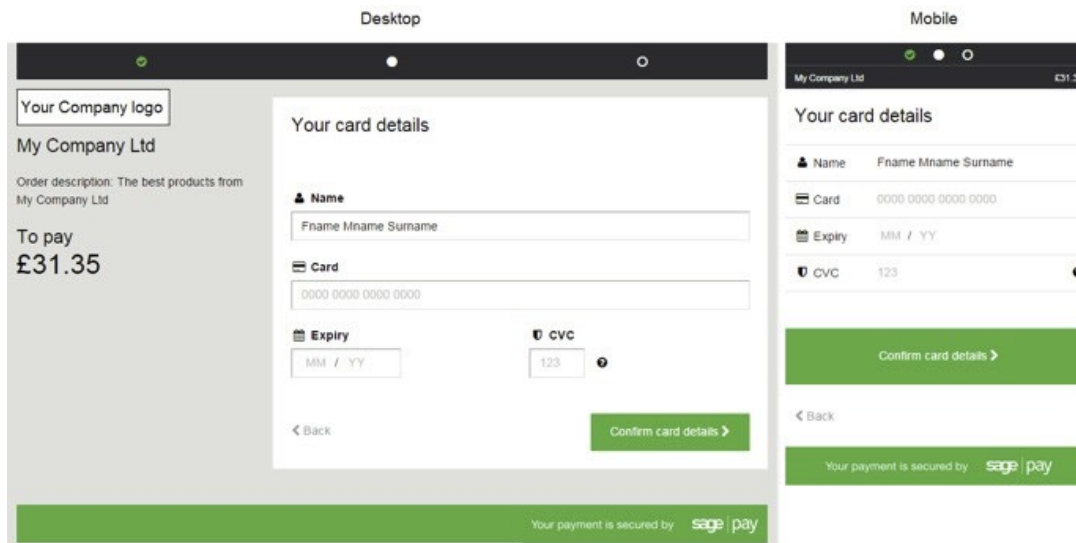 Desktop
Your Company logo
My Company Ltd
Order description: The best products from
My Company Ltd
To pay
£31.35
Your card details
Name
Fname Mname Surname
Card
0000 0000 0000 0000
Expiry
CVC
MM / YY
123
Back
Confirm card details
Your payment is secured by sage pay
Mobile
My Company Ltd
Your card details
Name Fname Mname Surname
Card 0000 0000 0000 0000
Expiry MM / YY
CVC 123
Confirm card details
Back
Your payment is secured by sage pay